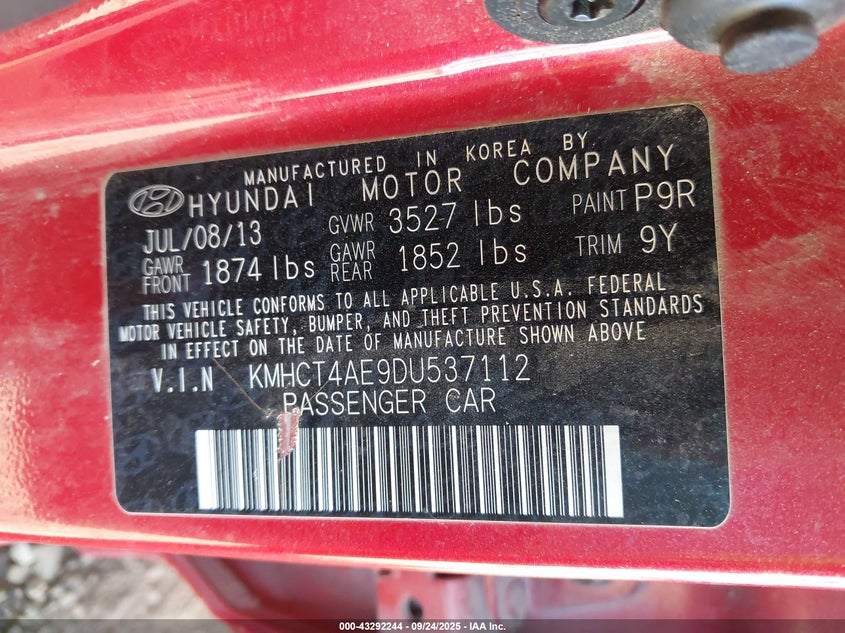 MANUFACTURED IN KOREA BY
HYUNDAI MOTOR COMPANY
JUL/08/13 GVWR 3527 lbs PAINT P9R
GAWR FRONT 1874 lbs GAWR REAR 1852 lbs TRIM 9Y
THIS VEHICLE CONFORMS TO ALL APPLICABLE U.S.A. FEDERAL
MOTOR VEHICLE SAFETY, BUMPER, AND THEFT PREVENTION STANDARDS
IN EFFECT ON THE DATE OF MANUFACTURE SHOWN ABOVE
V.I.N KMHCT4AE9DU537112
PASSENGER CAR
000-43292244 - 09/24/2025 - IAA Inc.